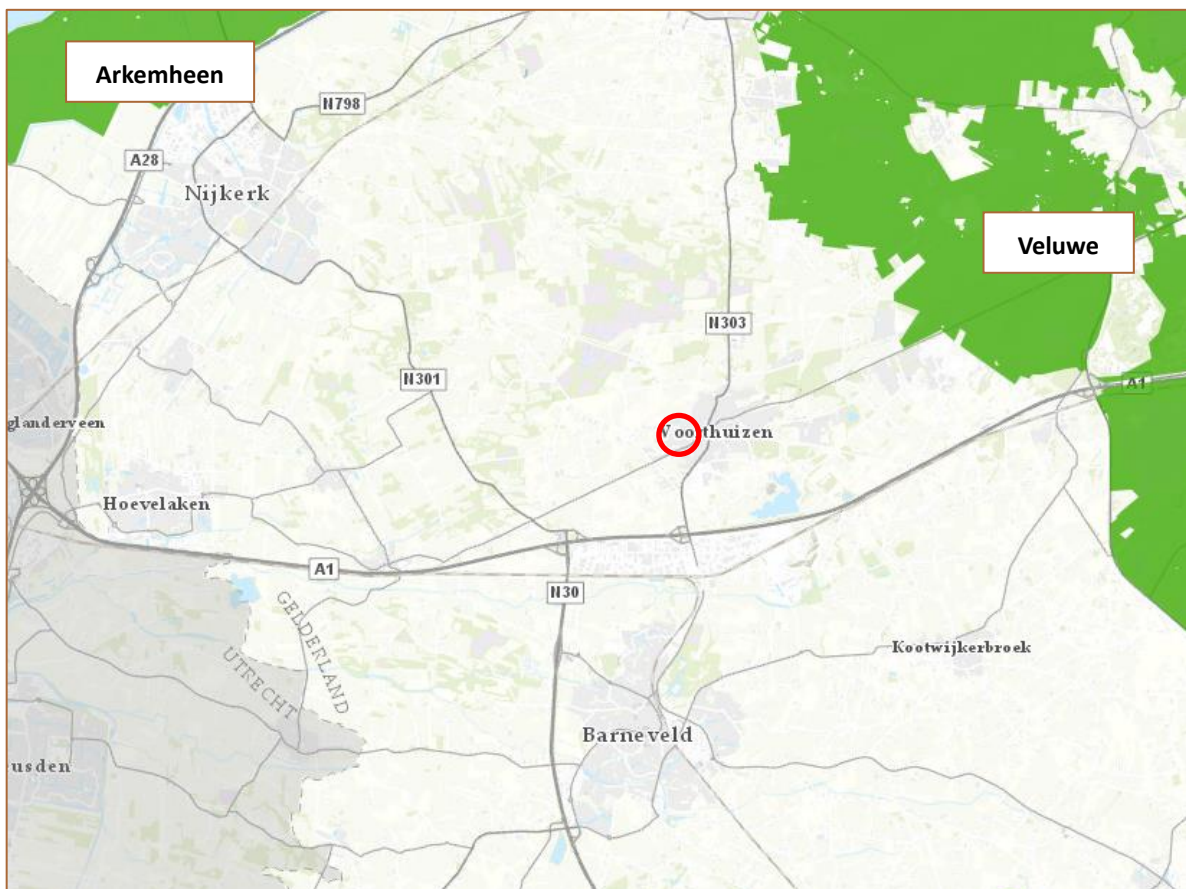 Arkemheen
N798
A28
Nijkerk
Veluwe
N303
N301
A1
glanderveen
Voorthuizen
Hoevelaken
A1
N30
GELDERLAND
UTRECHT
Kootwijkerbroek
Barneveld
usden